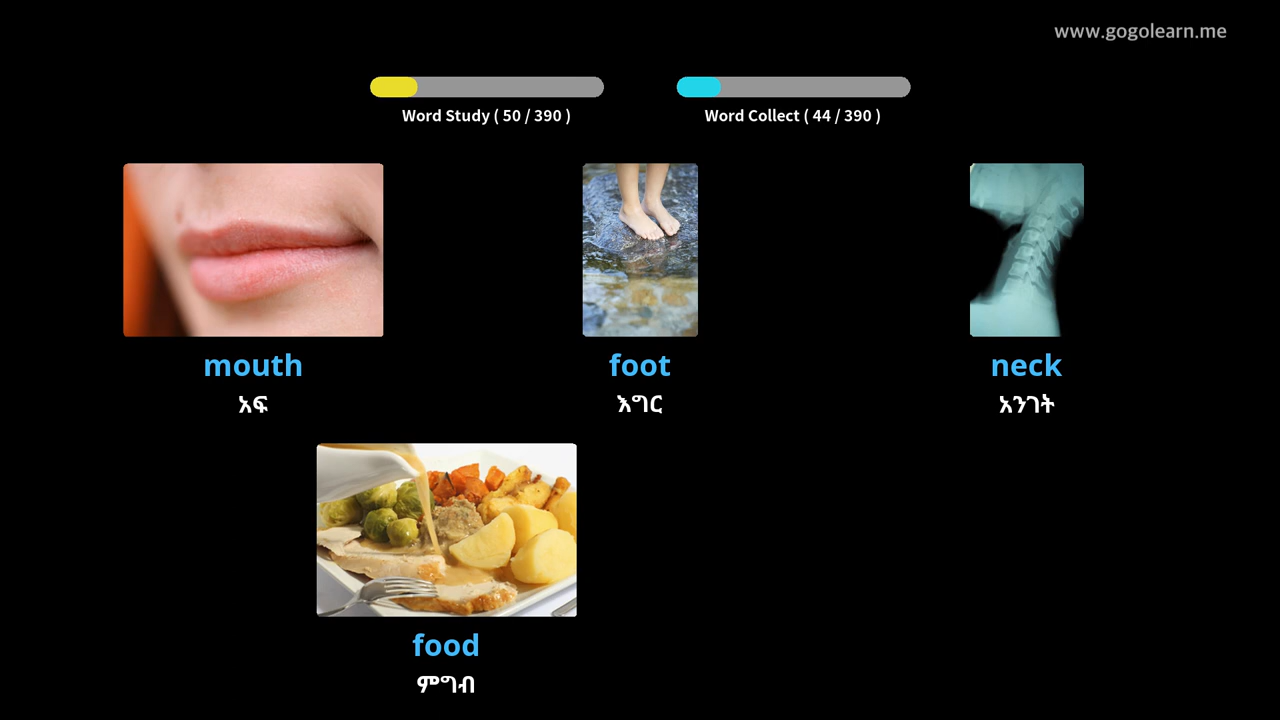 www.gogolearn.me
Word Study ( 50 / 390 )
Word Collect ( 44 / 390 )
mouth
አፍ
foot
እግር
neck
አንገት
food
ምግብ